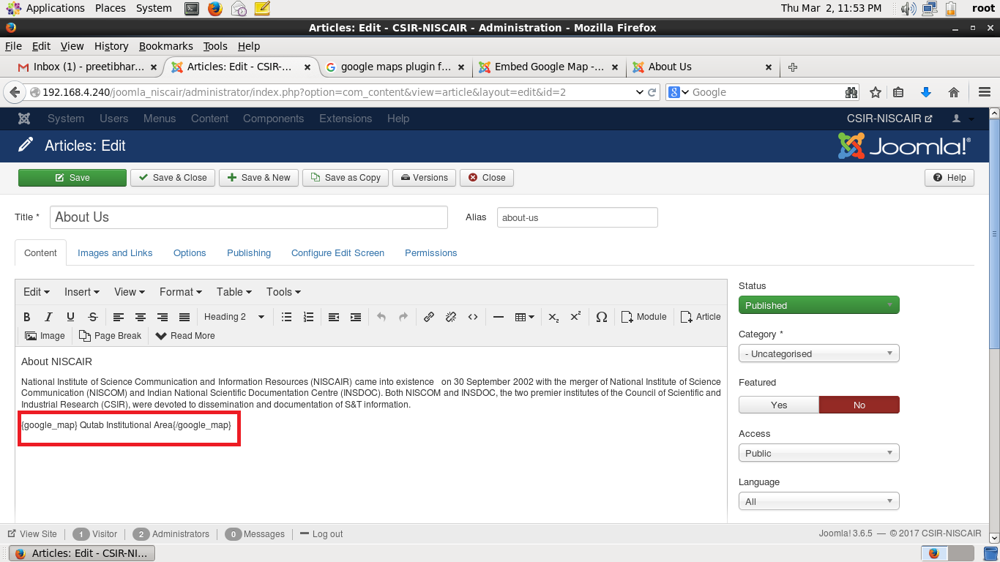 Applications Places System Thu Mar 2, 11:53 PM root
Articles: Edit - CSIR-NISCAIR - Administration - Mozilla Firefox
File Edit View History Bookmarks Tools Help
Inbox (1) - preetibhar... Articles: Edit - CSIR-... google maps plugin f... Embed Google Map -... About Us
192.168.4.240/joomla_niscair/administrator/index.php?option=com_content&view=article&layout=edit&id=2 Google
System Users Menus Content Components Extensions Help CSIR-NISCAIR
Articles: Edit Joomla!®
Save Save & Close Save & New Save as Copy Versions Close Help
Title * About Us Alias about-us
Content Images and Links Options Publishing Configure Edit Screen Permissions
Edit Insert View Format Table Tools
B I U S Heading 2 Module Article
Image Page Break Read More
About NISCAIR
National Institute of Science Communication and Information Resources (NISCAIR) came into existence on 30 September 2002 with the merger of National Institute of Science
Communication (NISCOM) and Indian National Scientific Documentation Centre (INSDOC). Both NISCOM and INSDOC, the two premier institutes of the Council of Scientific and
Industrial Research (CSIR), were devoted to dissemination and documentation of S&T information.
{google_map} Qutab Institutional Area{/google_map}
Status
Published
Category *
- Uncategorised
Featured
Yes No
Access
Public
Language
All
View Site 1 Visitor 2 Administrators 0 Messages Log out Joomla! 3.6.5 — © 2017 CSIR-NISCAIR
Articles: Edit - CSIR-NI...